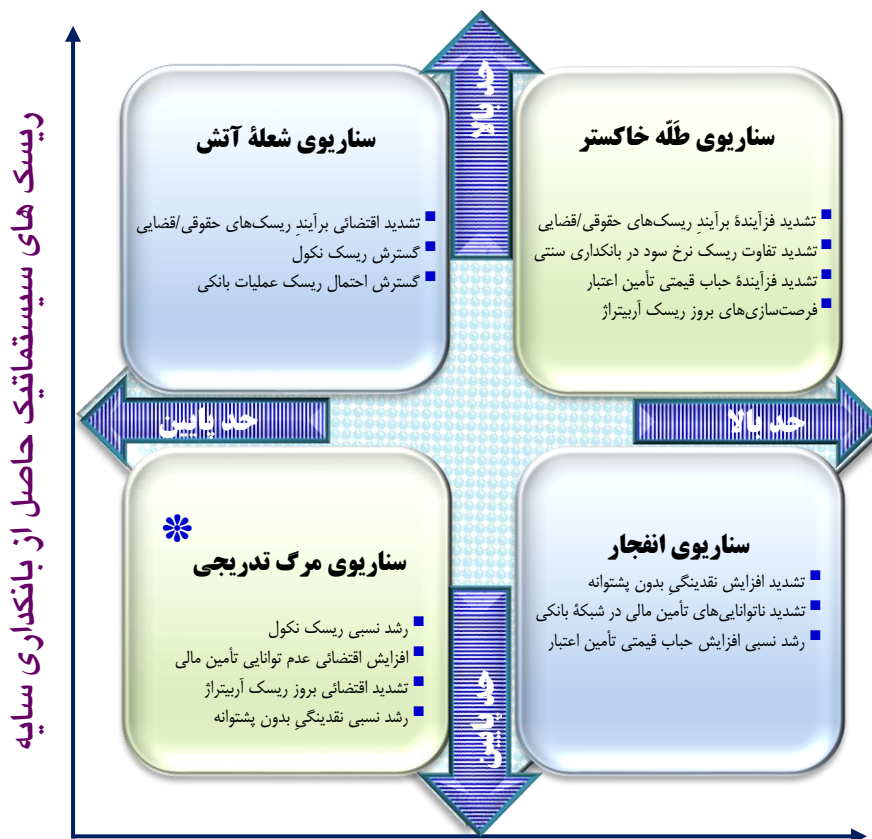 ریسک های سیستماتیک حاصل از بانکداری سایه
حد بالا
سناریوی طَلّه خاکستر
تشدید فزآیندهٔ برآیندِ ریسک‌های حقوقی/قضایی
تشدید تفاوت ریسک نرخ سود در بانکداری سنتی
تشدید فزآیندهٔ حباب قیمتی تأمین اعتبار
فرصت‌سازی‌های بروز ریسک آربیتراژ
سناریوی شعلهٔ آتش
تشدید اقتضائی برآیندِ ریسک‌های حقوقی/قضایی
گسترش ریسک نکول
گسترش احتمال ریسک عملیات بانکی
حد بالا
حد پایین
سناریوی انفجار
تشدید افزایش نقدینگیِ بدون پشتوانه
تشدید ناتوانایی‌های تأمین مالی در شبکهٔ بانکی
رشد نسبی افزایش حباب قیمتی تأمین اعتبار
سناریوی مرگ تدریجی
رشد نسبی ریسک نکول
افزایش اقتضائی عدم توانایی تأمین مالی
تشدید اقتضائی بروز ریسک آربیتراژ
رشد نسبی نقدینگیِ بدون پشتوانه
حد پایین